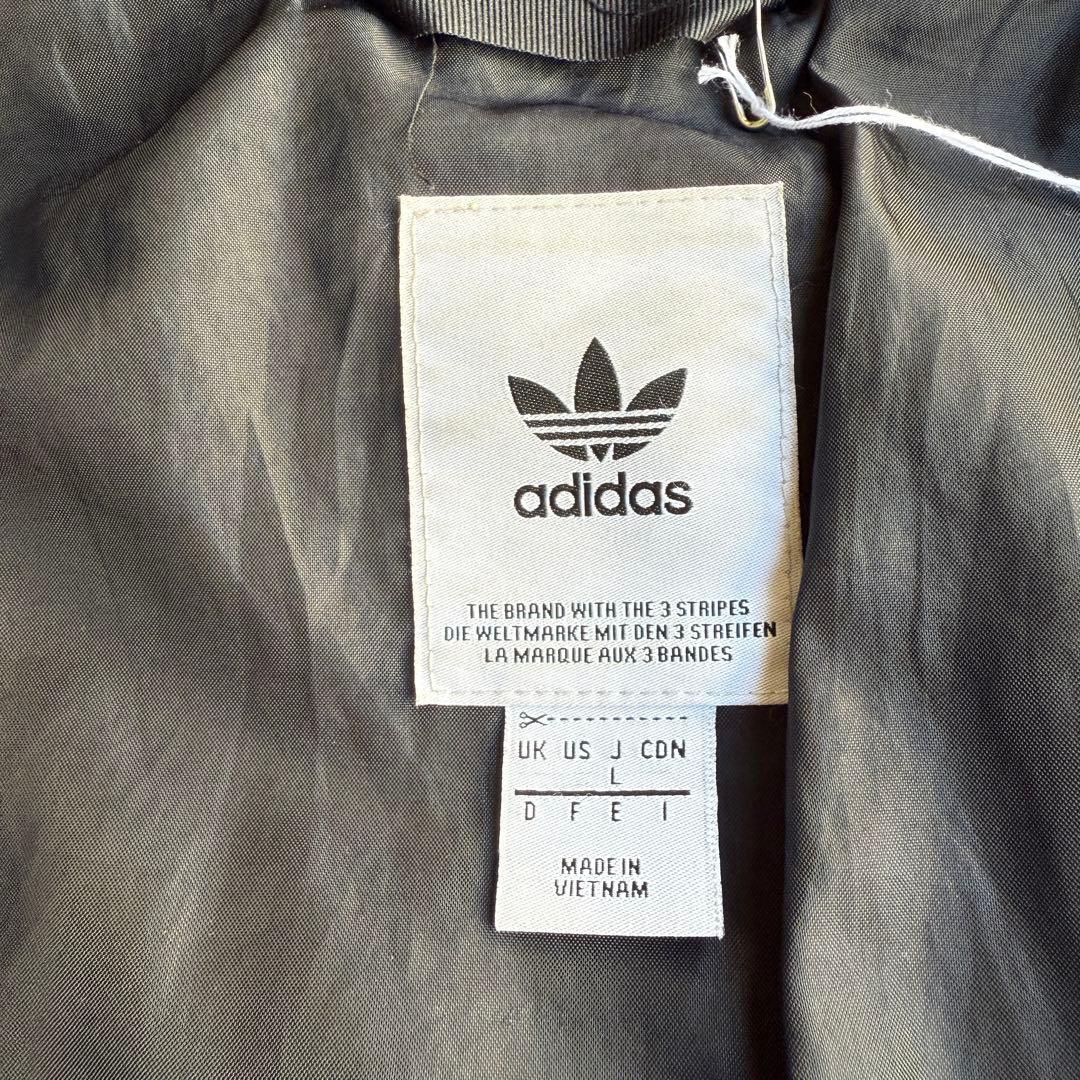 adidas
THE BRAND WITH THE 3 STRIPES
DIE WELTMARKE MIT DEN 3 STREIFEN
LA MARQUE AUX 3 BANDES
UK US J CDN
L
D F E I
MADE IN
VIETNAM